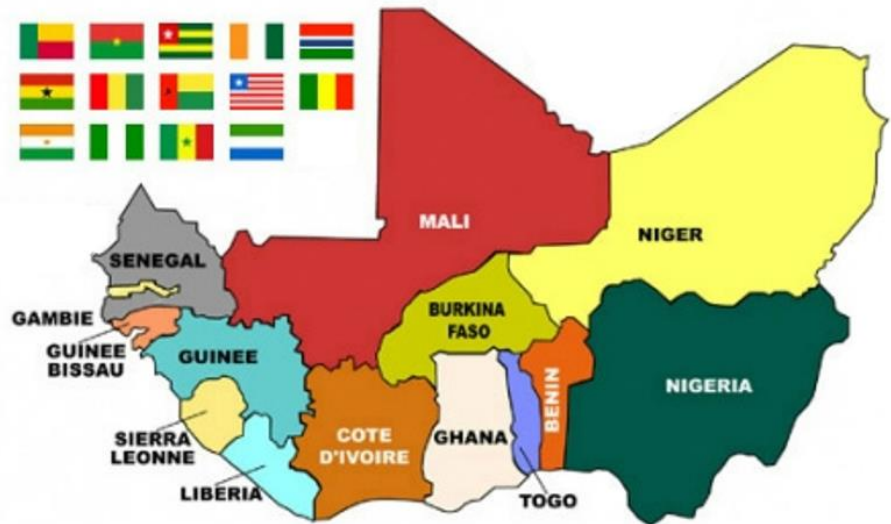 MALI
NIGER
SENEGAL
GAMBIE
GUINEE
BISSAU
GUINEE
BURKINA
FASO
NIGERIA
BENIN
SIERRA
LEONNE
COTE
D'IVOIRE
GHANA
LIBERIA
TOGO